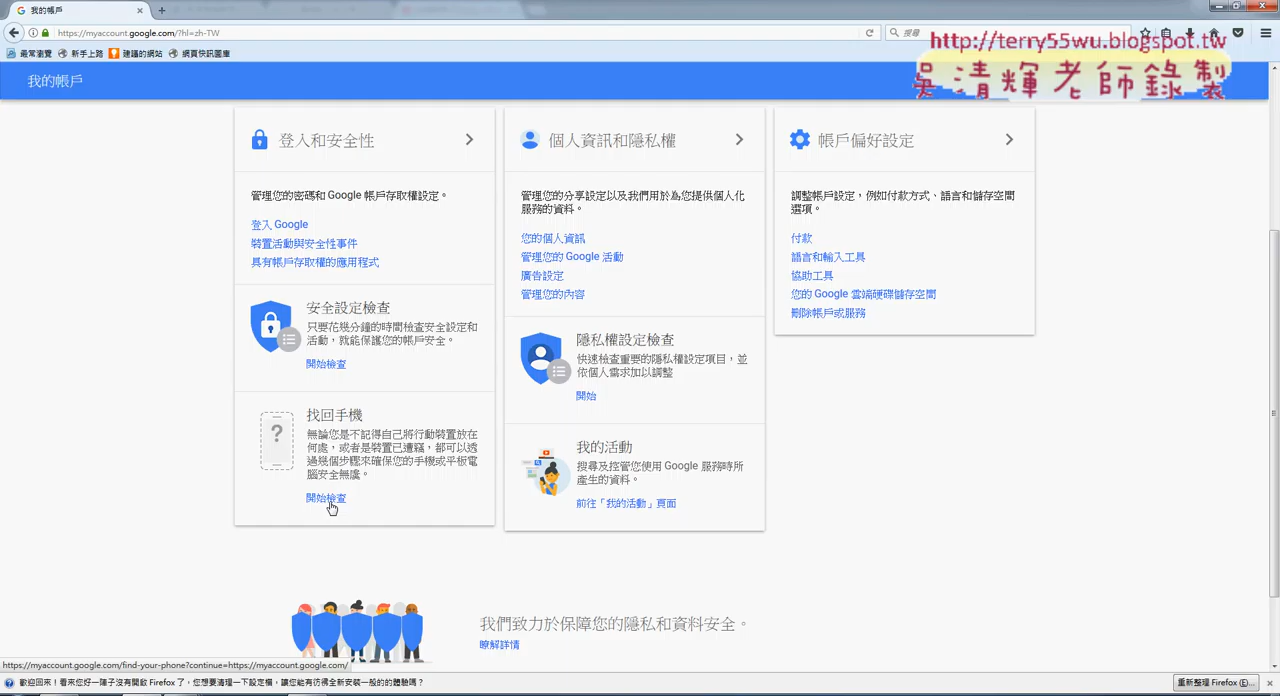 我的帳戶
https://myaccount.google.com/?hl=zh-TW
搜尋
最常瀏覽 新手上路 建議的網站 網頁快訊圖庫
http://terry55wu.blogspot.tw
吳清輝老師錄製
我的帳戶
登入和安全性
管理您的密碼和 Google 帳戶存取權設定。
登入 Google
裝置活動與安全性事件
具有帳戶存取權的應用程式
安全設定檢查
只要花幾分鐘的時間檢查安全設定和
活動，就能保護您的帳戶安全。
開始檢查
找回手機
無論您是不記得自己將行動裝置放在
何處，或者是裝置已遭竊，都可以透
過幾個步驟來確保您的手機或平板電
腦安全無虞。
開始檢查
個人資訊和隱私權
管理您的分享設定以及我們用於為您提供個人化
服務的資料。
您的個人資訊
管理您的 Google 活動
廣告設定
管理您的內容
隱私權設定檢查
快速檢查重要的隱私權設定項目，並
依個人需求加以調整
開始
我的活動
搜尋及控管您使用 Google 服務時所
產生的資料。
前往「我的活動」頁面
帳戶偏好設定
調整帳戶設定，例如付款方式、語言和儲存空間
選項。
付款
語言和輸入工具
協助工具
您的 Google 雲端硬碟儲存空間
刪除帳戶或服務
我們致力於保障您的隱私和資料安全。
瞭解詳情
https://myaccount.google.com/find-your-phone?continue=https://myaccount.google.com/
歡迎回來！看來您好一陣子沒有開啟 Firefox 了，您想要清理一下設定檔，讓您能有仿彿全新安裝一般的的體驗嗎？
重新整理 Firefox (E)...